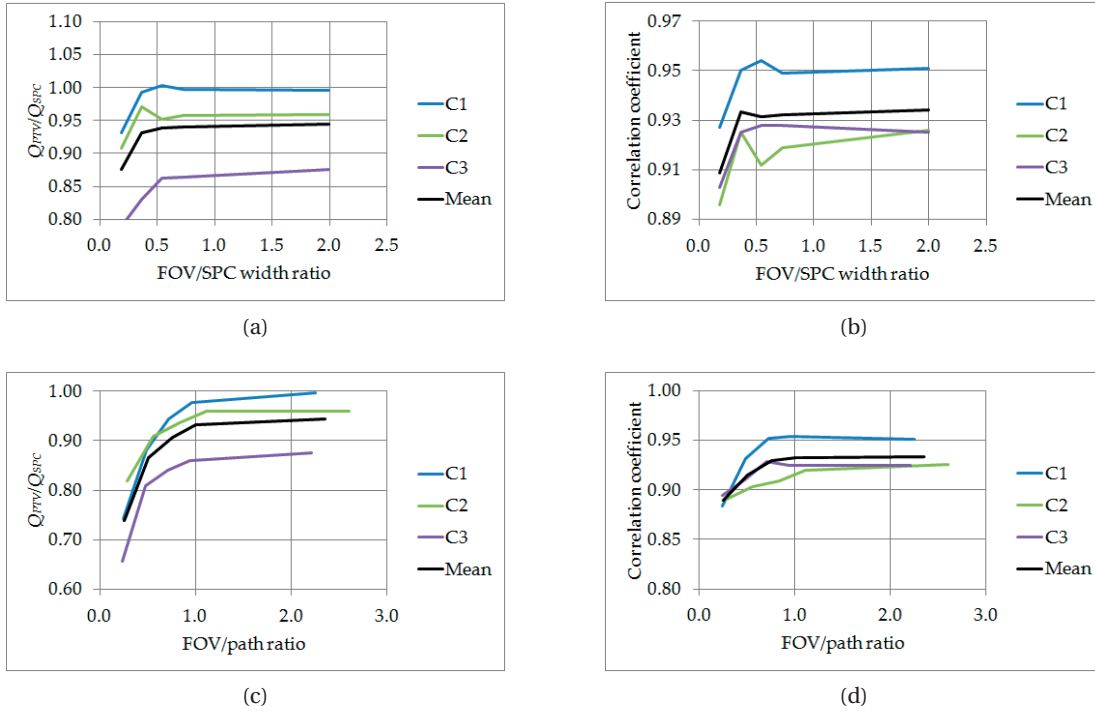 1.10
1.05
1.00
0.95
0.90
0.85
0.80
Q_PTV/Q_SPC
0.0 0.5 1.0 1.5 2.0 2.5
FOV/SPC width ratio
C1
C2
C3
Mean
(a)
0.97
0.95
0.93
0.91
0.89
Correlation coefficient
0.0 0.5 1.0 1.5 2.0 2.5
FOV/SPC width ratio
C1
C2
C3
Mean
(b)
1.00
0.90
0.80
0.70
0.60
Q_PTV/Q_SPC
0.0 1.0 2.0 3.0
FOV/path ratio
C1
C2
C3
Mean
(c)
1.00
0.95
0.90
0.85
0.80
Correlation coefficient
0.0 1.0 2.0 3.0
FOV/path ratio
C1
C2
C3
Mean
(d)